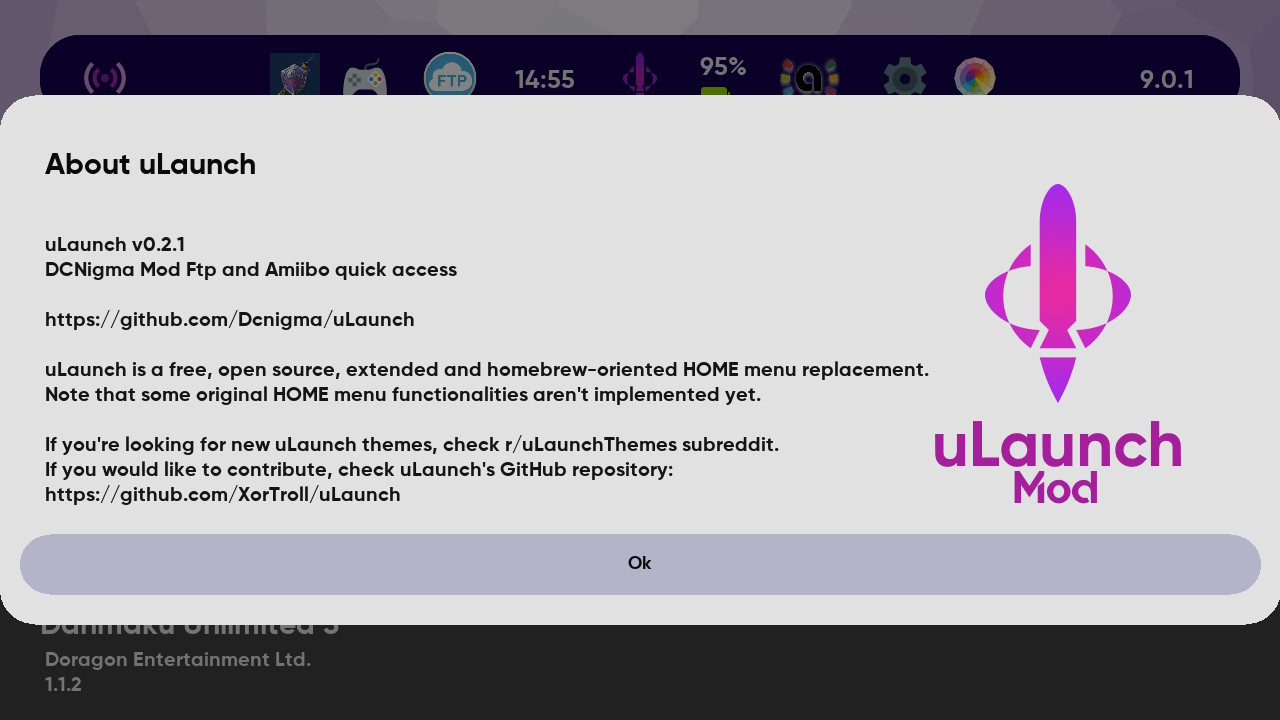 FTP
14:55
95%
a
9.0.1
About uLaunch
uLaunch v0.2.1
DCNigma Mod Ftp and Amiibo quick access
https://github.com/Dcnigma/uLaunch
uLaunch is a free, open source, extended and homebrew-oriented HOME menu replacement.
Note that some original HOME menu functionalities aren't implemented yet.
If you're looking for new uLaunch themes, check r/uLaunchThemes subreddit.
If you would like to contribute, check uLaunch's GitHub repository:
https://github.com/XorTroll/uLaunch
uLaunch
Mod
Ok
Danmaku Unlimited 3
Doragon Entertainment Ltd.
1.1.2